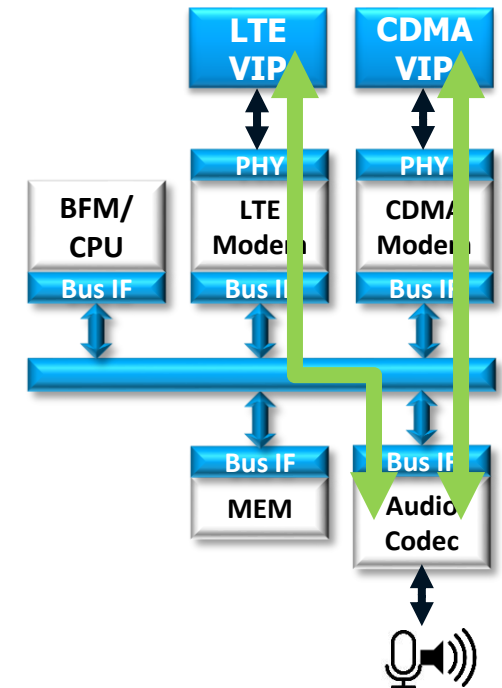 LTE
VIP
CDMA
VIP
PHY
PHY
BFM/
CPU
LTE
Modem
CDMA
Modem
Bus IF
Bus IF
Bus IF
Bus IF
Bus IF
MEM
Audio
Codec